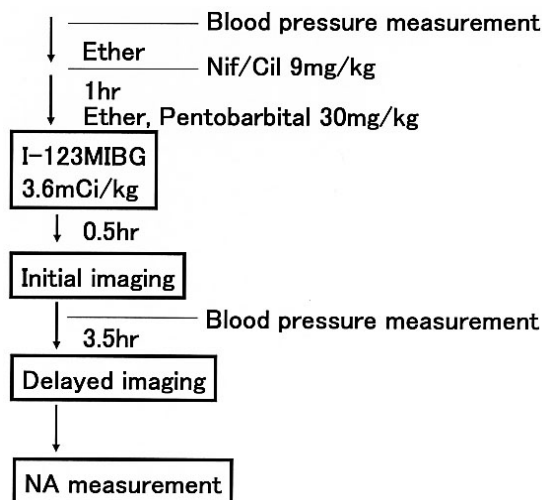 Blood pressure measurement
Ether
Nif/Cil 9mg/kg
1hr
Ether, Pentobarbital 30mg/kg
I-123MIBG
3.6mCi/kg
0.5hr
Initial imaging
Blood pressure measurement
3.5hr
Delayed imaging
NA measurement